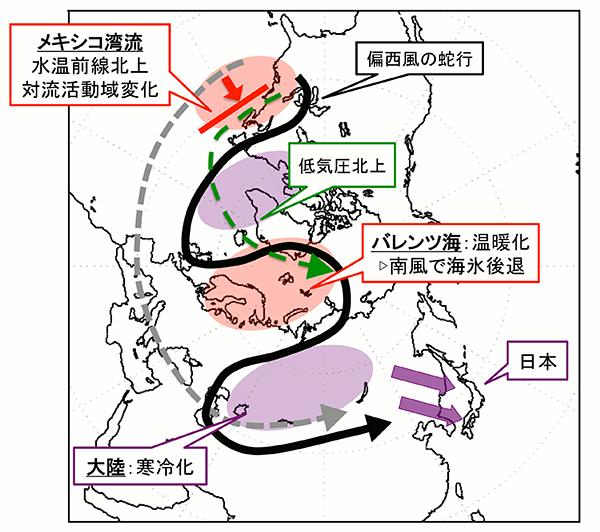 メキシコ湾流
水温前線北上
対流活動域変化
偏西風の蛇行
低気圧北上
バレンツ海：温暖化
▷南風で海氷後退
日本
大陸：寒冷化